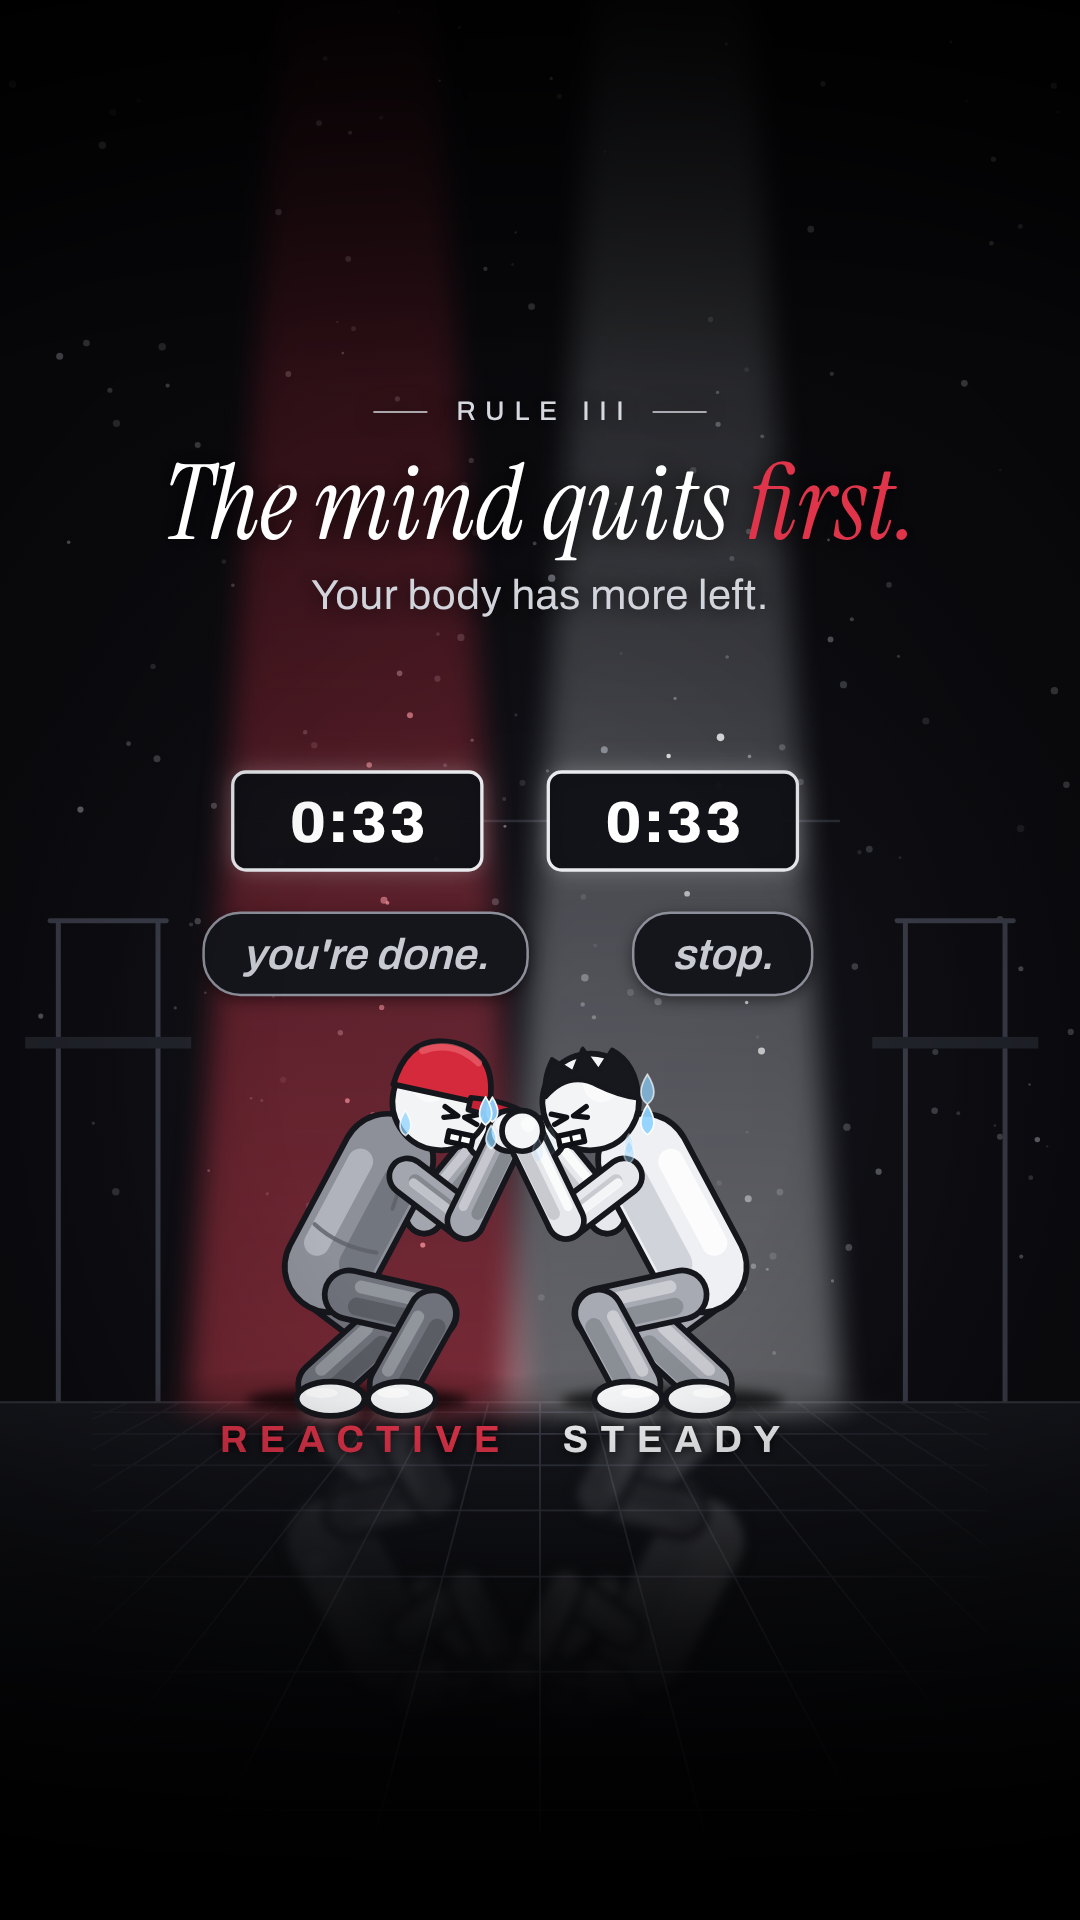 RULE III
The mind quits first.
Your body has more left.
0:33
0:33
you're done.
stop.
REACTIVE
STEADY